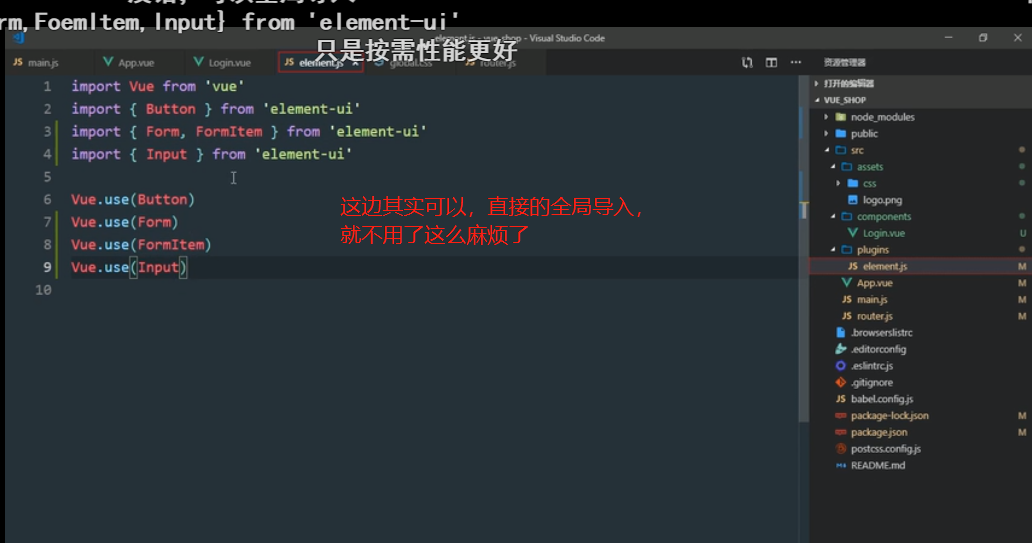 rm,FoemItem,Input} from 'element-ui'
element.js - vue_shop - Visual Studio Code
只是按需性能更好
main.js
App.vue
Login.vue
element.js
global.css
router.js
资源管理器
1 import Vue from 'vue'
2 import { Button } from 'element-ui'
3 import { Form, FormItem } from 'element-ui'
4 import { Input } from 'element-ui'
5
6 Vue.use(Button)
7 Vue.use(Form)
8 Vue.use(FormItem)
9 Vue.use(Input)
10
这边其实可以，直接的全局导入，
就不用了这么麻烦了
打开的编辑器
VUE_SHOP
node_modules
public
src
assets
css
logo.png
components
Login.vue U
plugins
JS element.js M
App.vue M
JS main.js M
JS router.js M
.browserslistrc
.editorconfig
.eslintrc.js
.gitignore
JS babel.config.js
package-lock.json M
package.json M
postcss.config.js
README.md